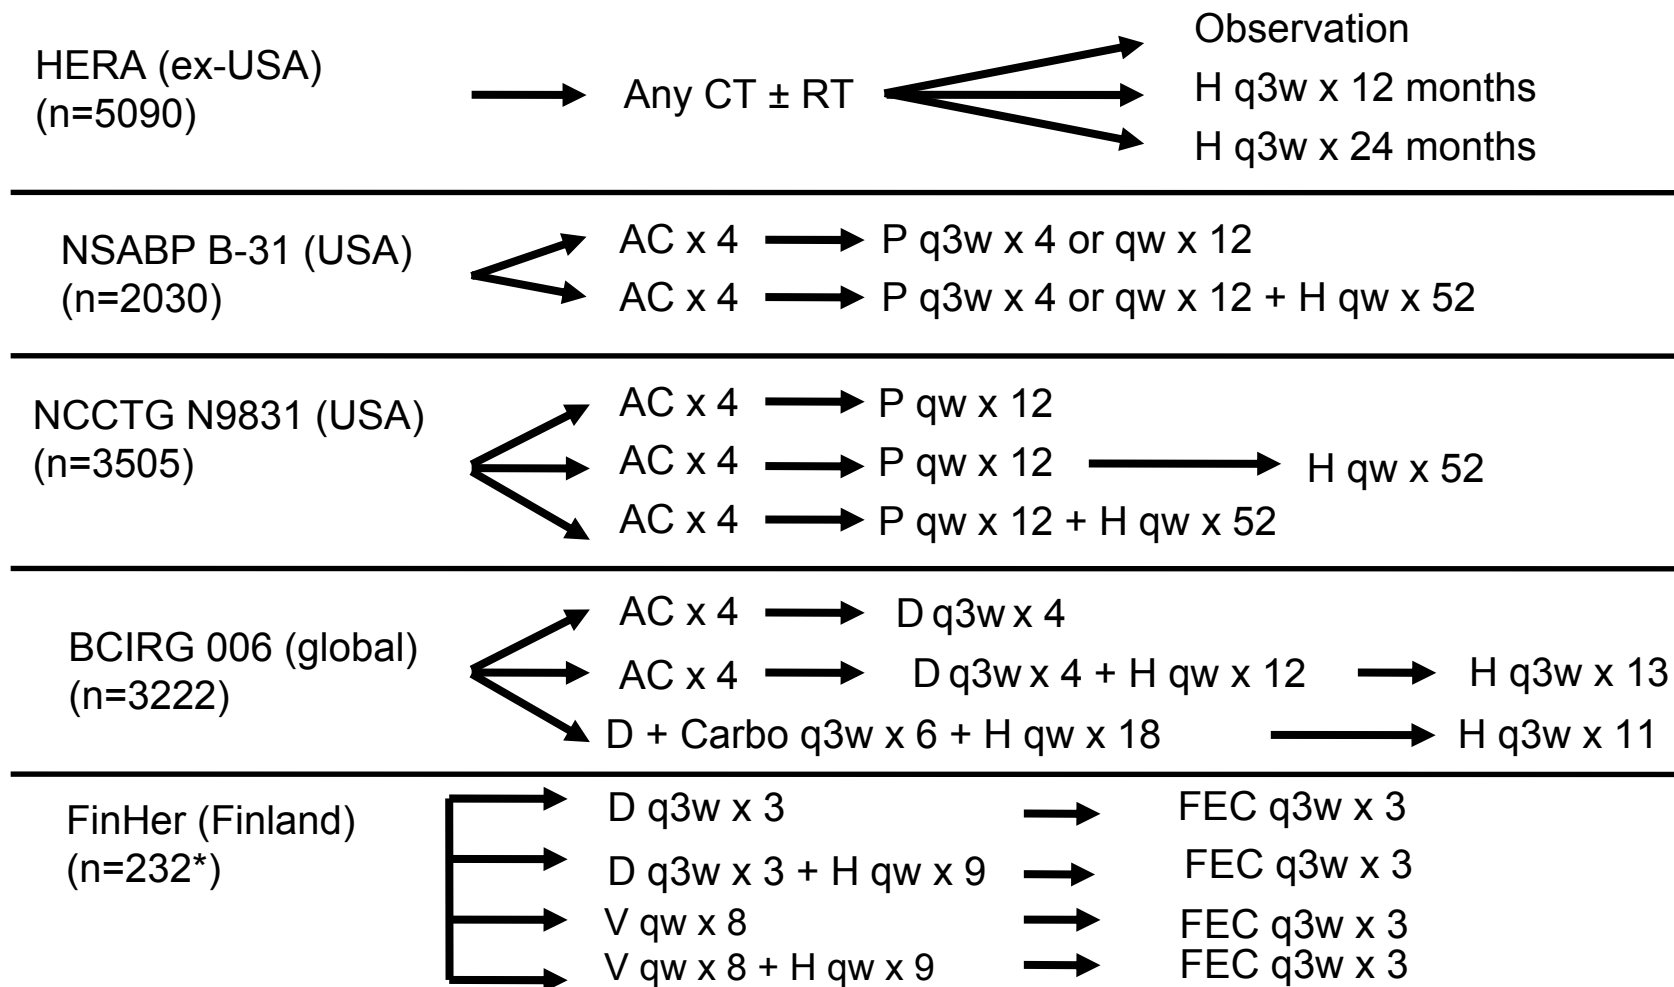 HERA (ex-USA)
(n=5090)
Any CT ± RT
Observation
H q3w x 12 months
H q3w x 24 months
NSABP B-31 (USA)
(n=2030)
AC x 4
P q3w x 4 or qw x 12
AC x 4
P q3w x 4 or qw x 12 + H qw x 52
NCCTG N9831 (USA)
(n=3505)
AC x 4
P qw x 12
AC x 4
P qw x 12
H qw x 52
AC x 4
P qw x 12 + H qw x 52
BCIRG 006 (global)
(n=3222)
AC x 4
D q3w x 4
AC x 4
D q3w x 4 + H qw x 12
H q3w x 13
D + Carbo q3w x 6 + H qw x 18
H q3w x 11
FinHer (Finland)
(n=232*)
D q3w x 3
FEC q3w x 3
D q3w x 3 + H qw x 9
FEC q3w x 3
V qw x 8
FEC q3w x 3
V qw x 8 + H qw x 9
FEC q3w x 3